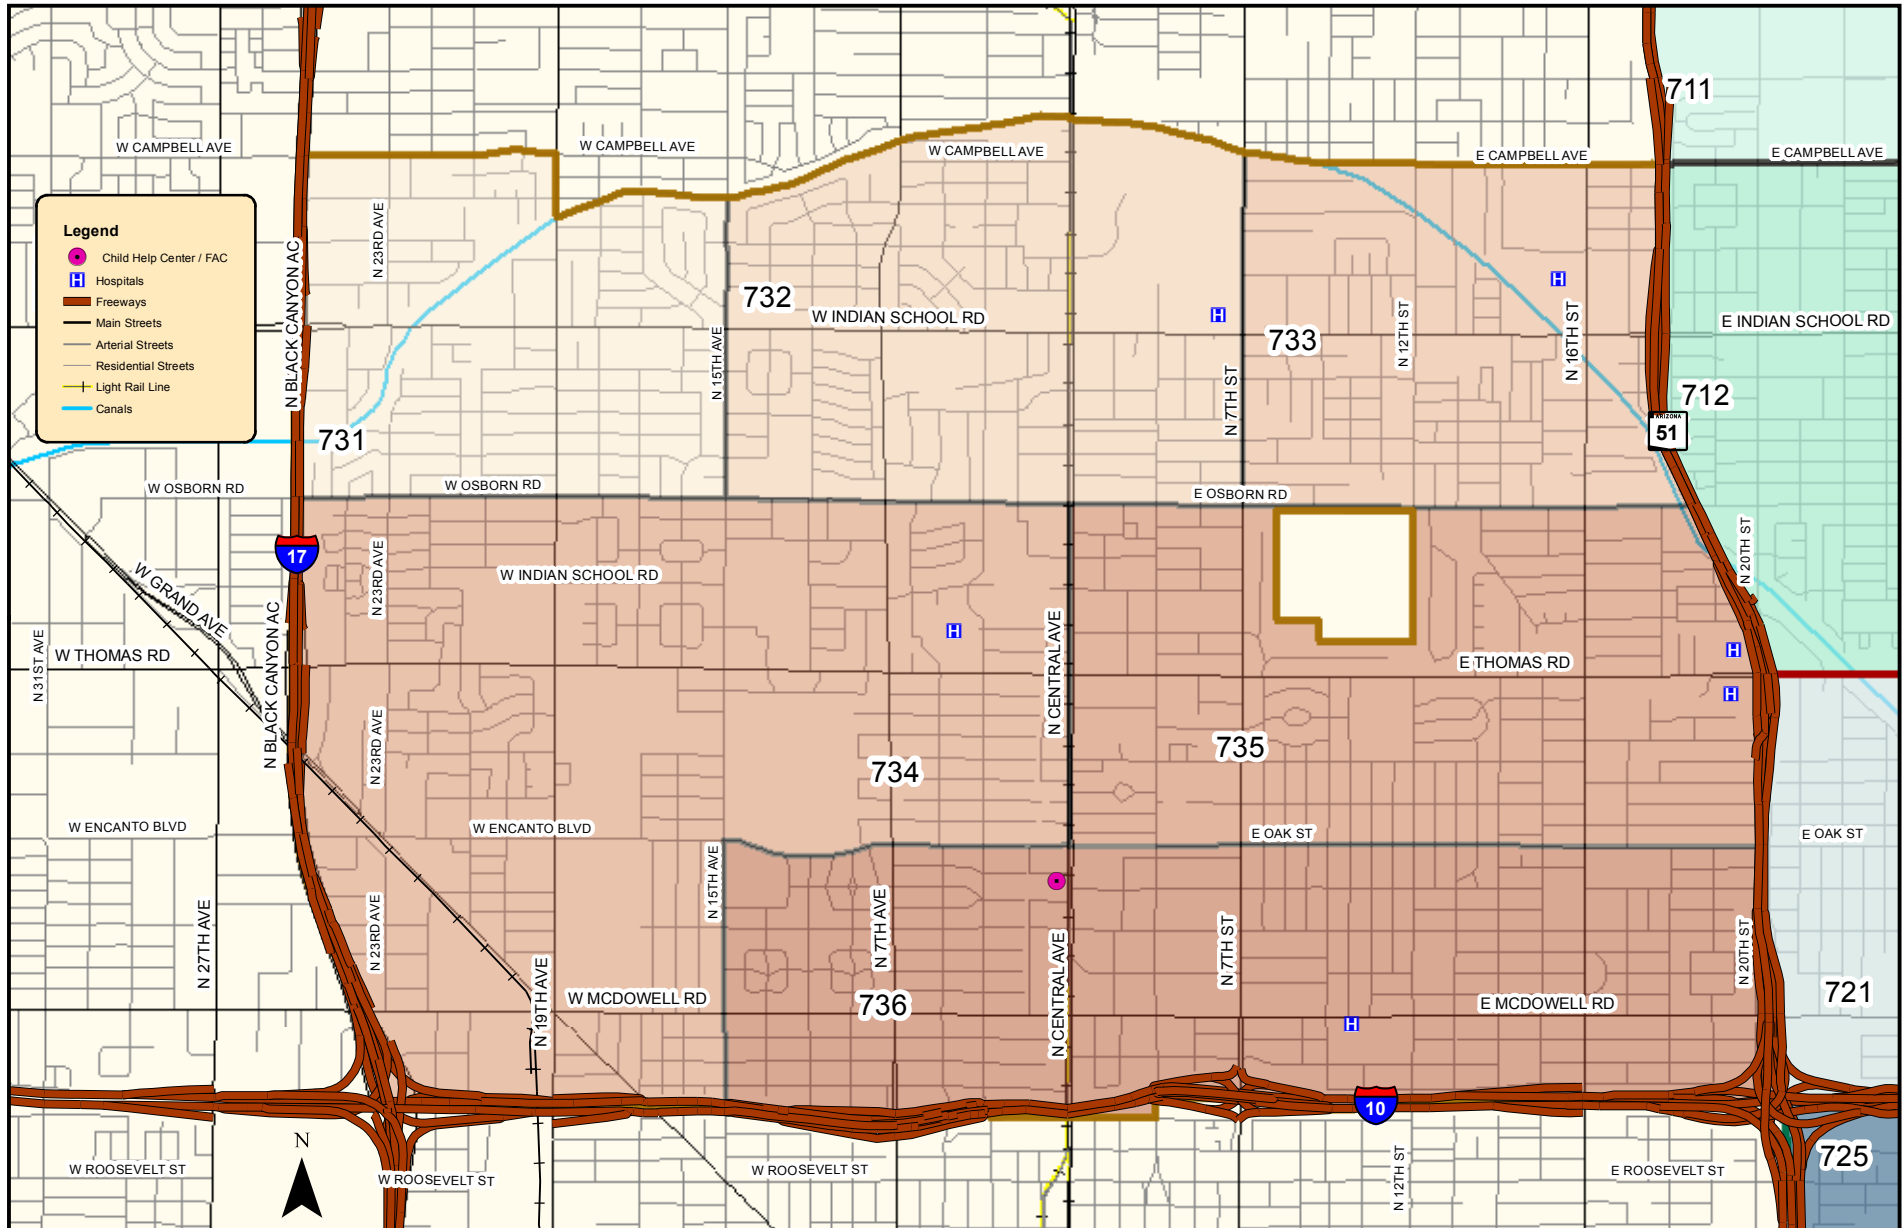 711
W CAMPBELL AVE
W CAMPBELL AVE
W CAMPBELL AVE
E CAMPBELL AVE
E CAMPBELL AVE
Legend
Child Help Center / FAC
Hospitals
Freeways
Main Streets
Arterial Streets
Residential Streets
Light Rail Line
Canals
N 23RD AVE
N BLACK CANYON AC
732
W INDIAN SCHOOL RD
N 15TH AVE
733
N 7TH ST
N 12TH ST
N 16TH ST
E INDIAN SCHOOL RD
712
ARIZONA
51
731
W OSBORN RD
W OSBORN RD
E OSBORN RD
17
W GRAND AVE
N 23RD AVE
W INDIAN SCHOOL RD
N 20TH ST
N 31ST AVE
W THOMAS RD
N BLACK CANYON AC
N CENTRAL AVE
E THOMAS RD
N 23RD AVE
734
735
W ENCANTO BLVD
W ENCANTO BLVD
E OAK ST
E OAK ST
N 27TH AVE
N 23RD AVE
N 15TH AVE
N 7TH AVE
N 7TH ST
N 20TH ST
N 19TH AVE
W MCDOWELL RD
736
N CENTRAL AVE
E MCDOWELL RD
721
10
N
W ROOSEVELT ST
W ROOSEVELT ST
W ROOSEVELT ST
N 12TH ST
E ROOSEVELT ST
725